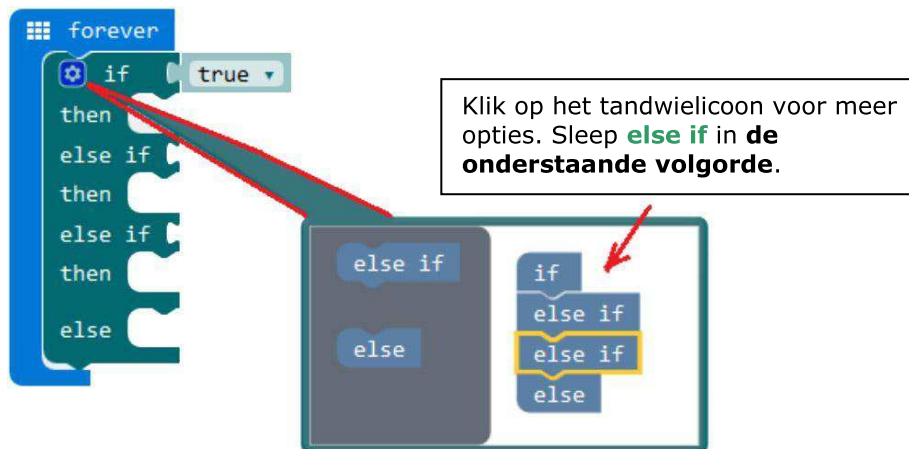 forever
if true
then
else if
then
else if
then
else
Klik op het tandwielicoon voor meer
opties. Sleep else if in de
onderstaande volgorde.
else if
else
if
else if
else if
else